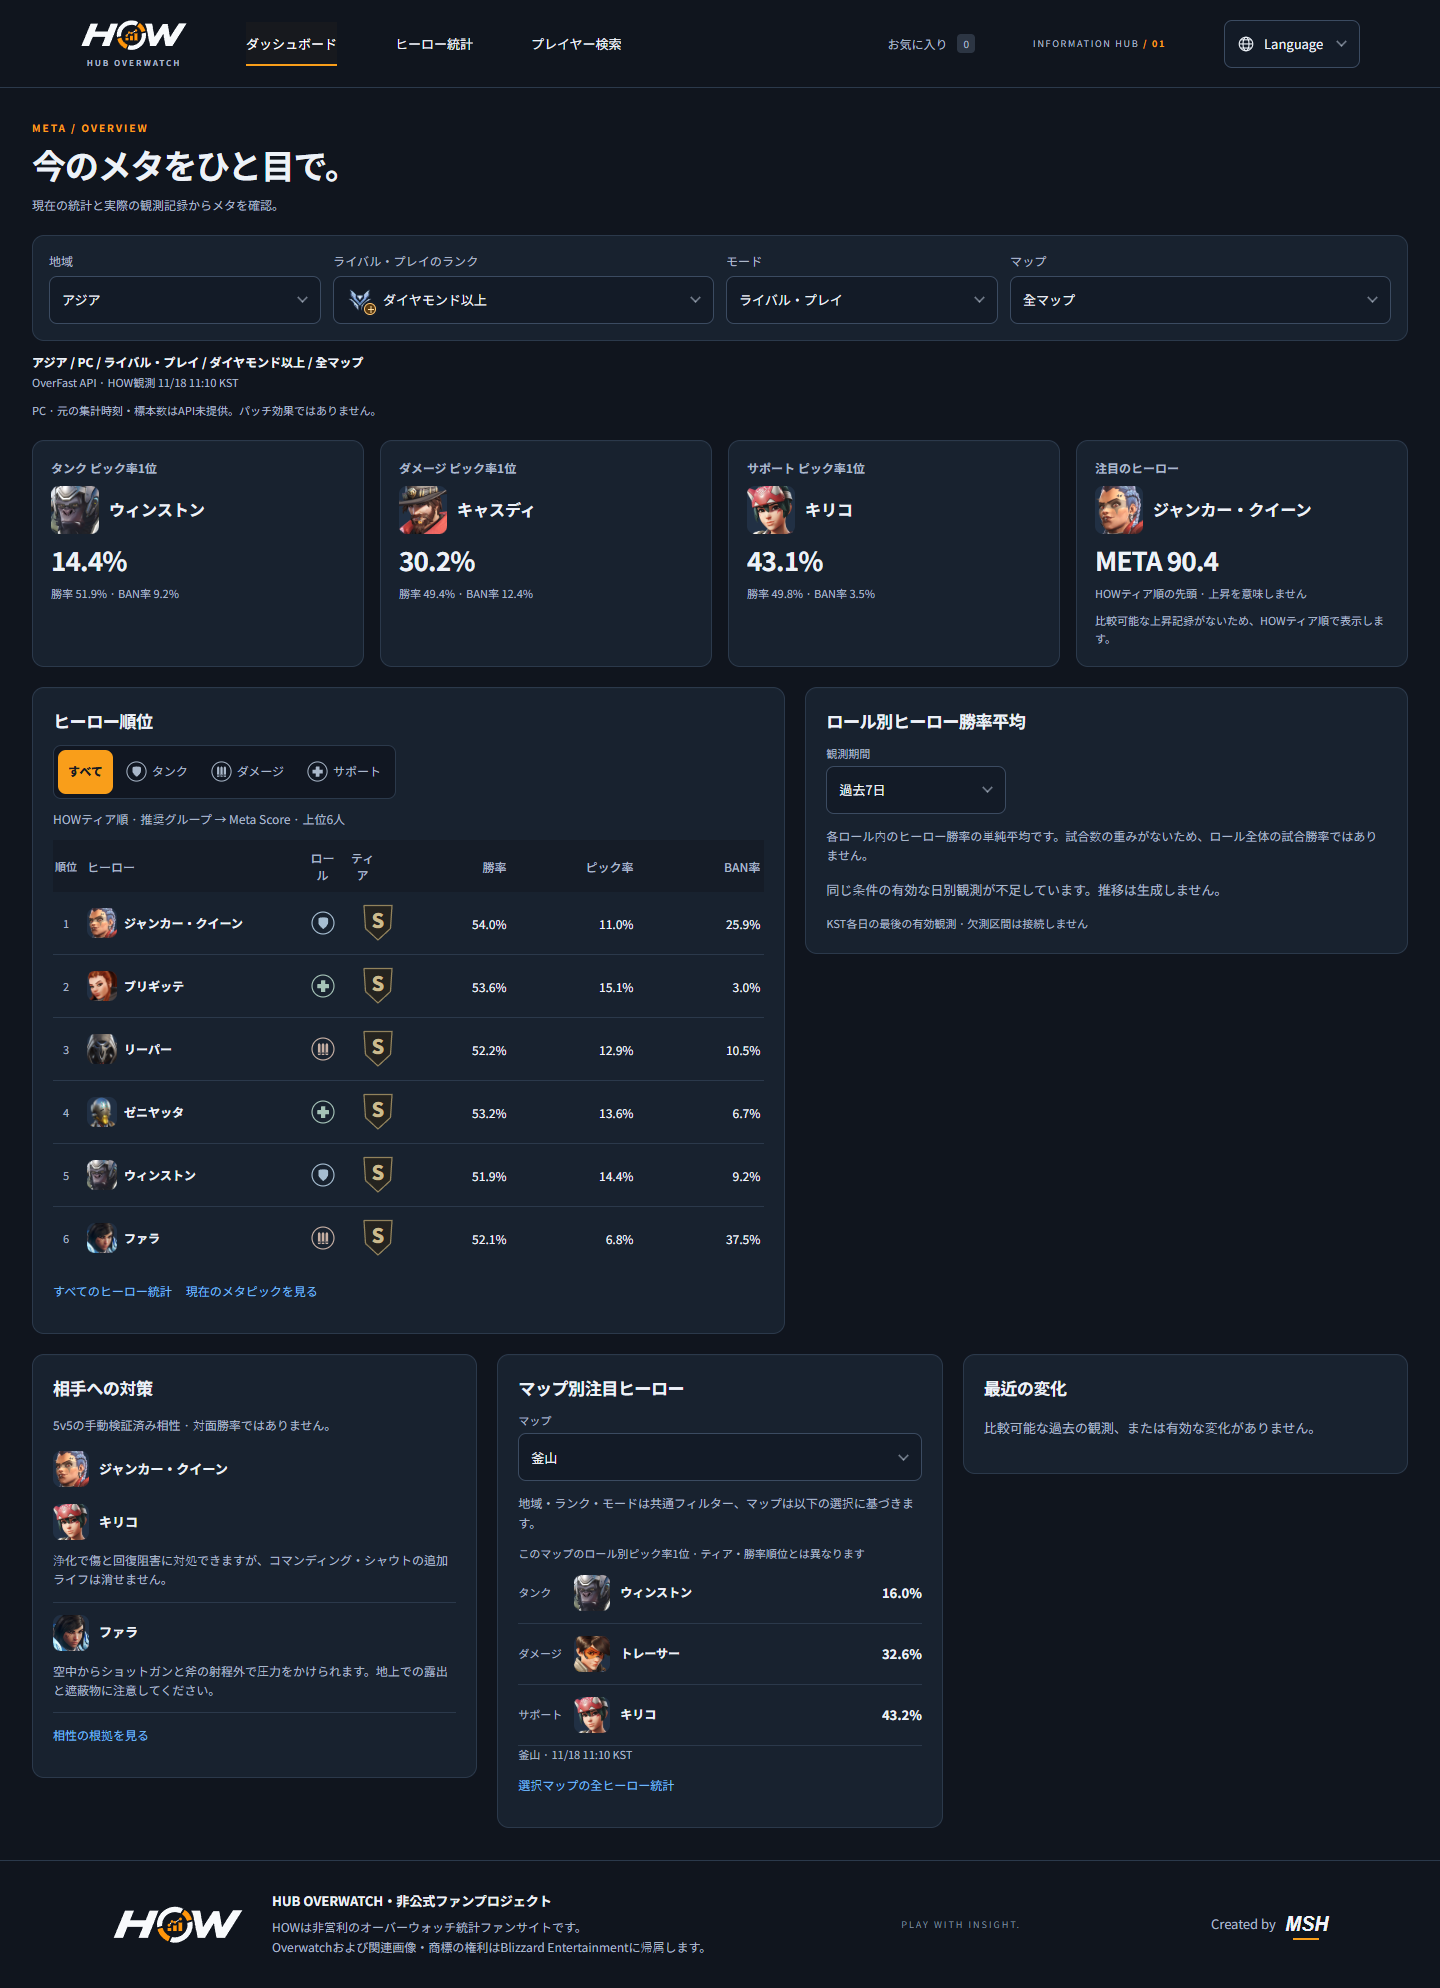 HOW
HUB OVERWATCH
ダッシュボード
ヒーロー統計
プレイヤー検索
お気に入り 0
INFORMATION HUB / 01
Language
META / OVERVIEW
今のメタをひと目で。
現在の統計と実際の観測記録からメタを確認。
地域
ライバル・プレイのランク
モード
マップ
アジア
ダイヤモンド以上
ライバル・プレイ
全マップ
アジア / PC / ライバル・プレイ / ダイヤモンド以上 / 全マップ
OverFast API · HOW観測 11/18 11:10 KST
PC · 元の集計時刻・標本数はAPI未提供。パッチ効果ではありません。
タンク ピック率1位
ウィンストン
14.4%
勝率 51.9% · BAN率 9.2%
ダメージ ピック率1位
キャスディ
30.2%
勝率 49.4% · BAN率 12.4%
サポート ピック率1位
キリコ
43.1%
勝率 49.8% · BAN率 3.5%
注目のヒーロー
ジャンカー・クイーン
META 90.4
HOWティア順の先頭 · 上昇を意味しません
比較可能な上昇記録がないため、HOWティア順で表示しま
す。
ヒーロー順位
すべて タンク ダメージ サポート
HOWティア順 · 推奨グループ → Meta Score · 上位6人
順位 ヒーロー ロール ティア 勝率 ピック率 BAN率
1 ジャンカー・クイーン S 54.0% 11.0% 25.9%
2 ブリギッテ S 53.6% 15.1% 3.0%
3 リーパー S 52.2% 12.9% 10.5%
4 ゼニヤッタ S 53.2% 13.6% 6.7%
5 ウィンストン S 51.9% 14.4% 9.2%
6 ファラ S 52.1% 6.8% 37.5%
すべてのヒーロー統計 現在のメタピックを見る
ロール別ヒーロー勝率平均
観測期間
過去7日
各ロール内のヒーロー勝率の単純平均です。試合数の重みがないため、ロール全体の試合勝率ではあり
ません。
同じ条件の有効な日別観測が不足しています。推移は生成しません。
KST各日の最後の有効観測 · 欠測区間は接続しません
相手への対策
5v5の手動検証済み相性 · 対面勝率ではありません。
ジャンカー・クイーン
キリコ
浄化で傷と回復阻害に対処できますが、コマンディング・シャウトの追加
ライフは消せません。
ファラ
空中からショットガンと斧の射程外で圧力をかけられます。地上での露出
と遮蔽物に注意してください。
相性の根拠を見る
マップ別注目ヒーロー
マップ
釜山
地域・ランク・モードは共通フィルター、マップは以下の選択に基づきま
す。
このマップのロール別ピック率1位 · ティア・勝率順位とは異なります
タンク ウィンストン 16.0%
ダメージ トレーサー 32.6%
サポート キリコ 43.2%
釜山 · 11/18 11:10 KST
選択マップの全ヒーロー統計
最近の変化
比較可能な過去の観測、または有効な変化がありません。
HOW
HUB OVERWATCH・非公式ファンプロジェクト
HOWは非営利のオーバーウォッチ統計ファンサイトです。
Overwatchおよび関連画像・商標の権利はBlizzard Entertainmentに帰属します。
PLAY WITH INSIGHT.
Created by MSH